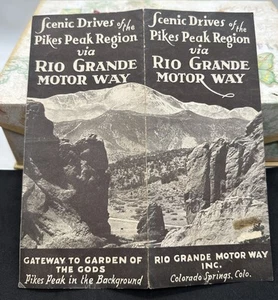 Scenic Drives of the
Pikes Peak Region
via
RIO GRANDE
MOTOR WAY
GATEWAY TO GARDEN OF
THE GODS
Pikes Peak in the Background
Scenic Drives of the
Pikes Peak Region
via
RIO GRANDE
MOTOR WAY
RIO GRANDE MOTOR WAY
INC.
Colorado Springs, Colo.